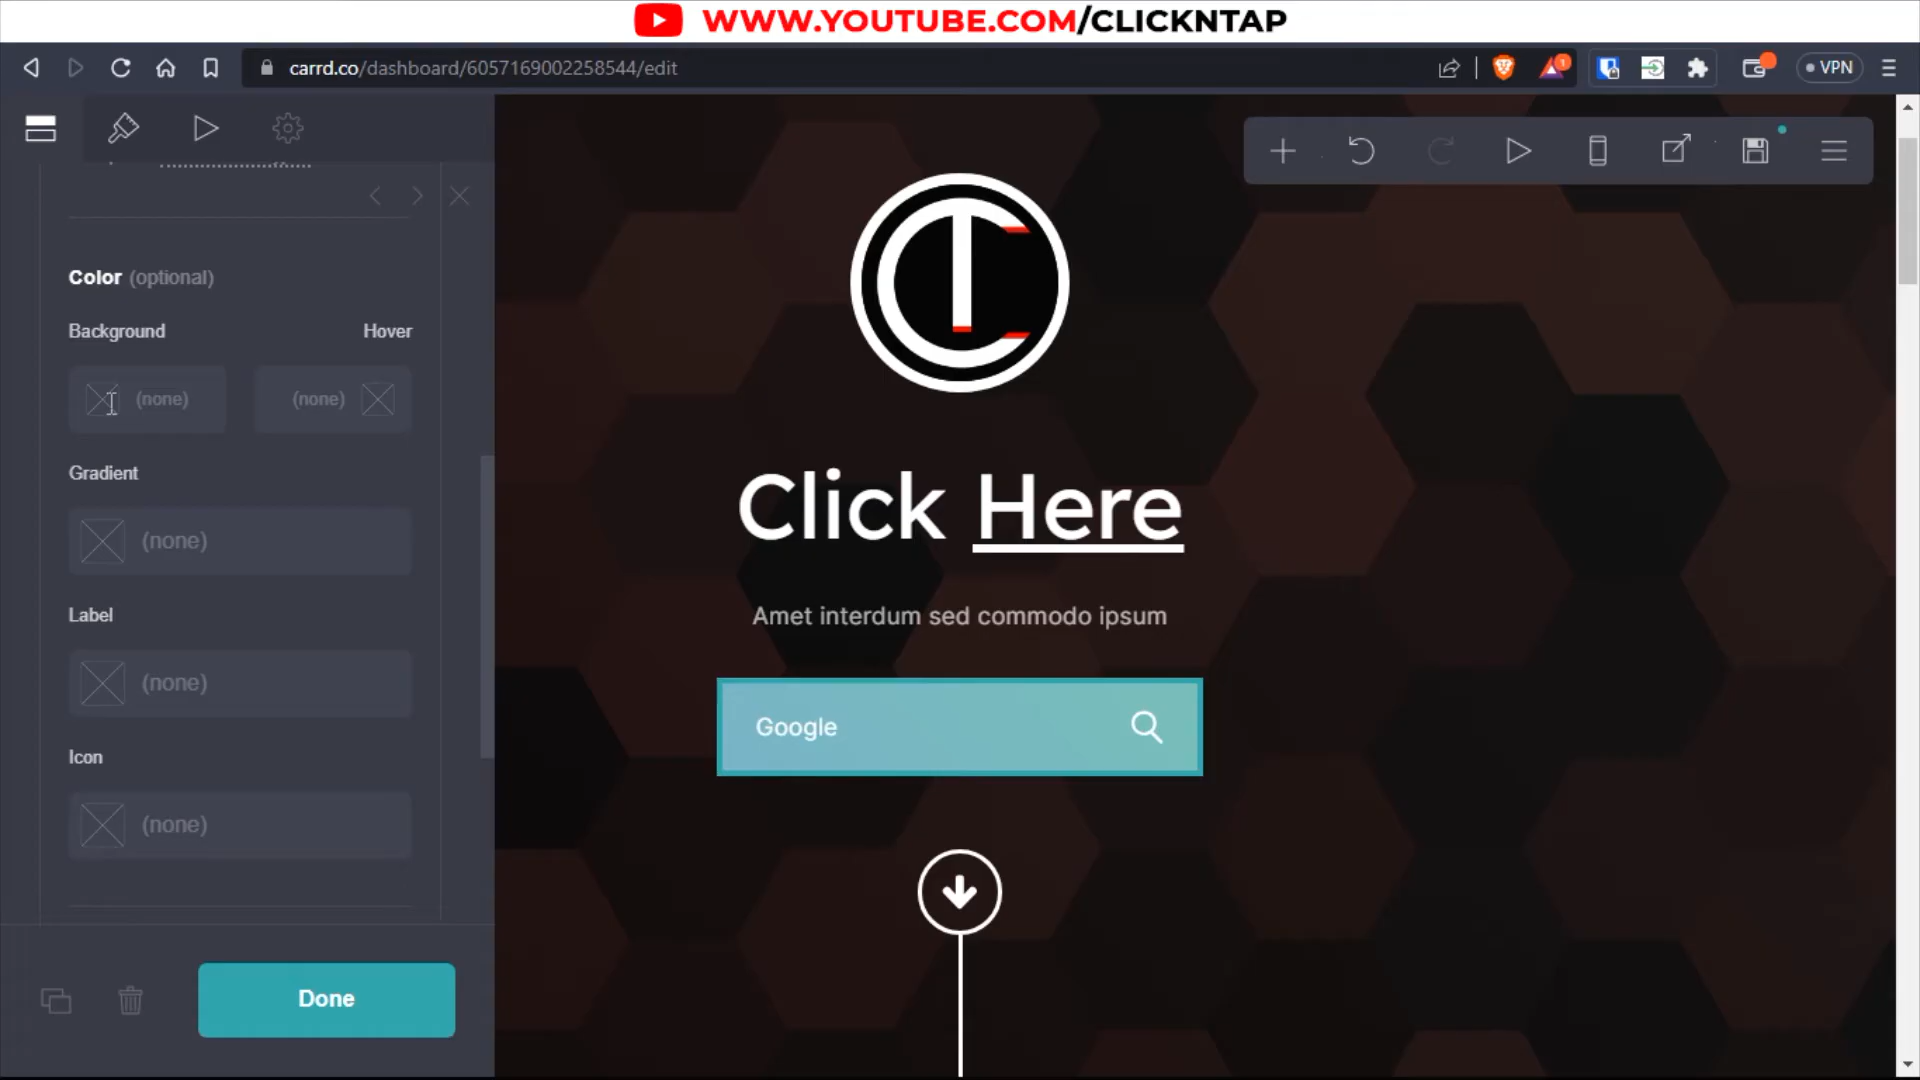 WWW.YOUTUBE.COM/CLICKNTAP
carrd.co/dashboard/6057169002258544/edit
1
VPN
Color (optional)
Background
Hover
(none)
(none)
Gradient
(none)
Label
(none)
Icon
(none)
Done
Click Here
Amet interdum sed commodo ipsum
Google